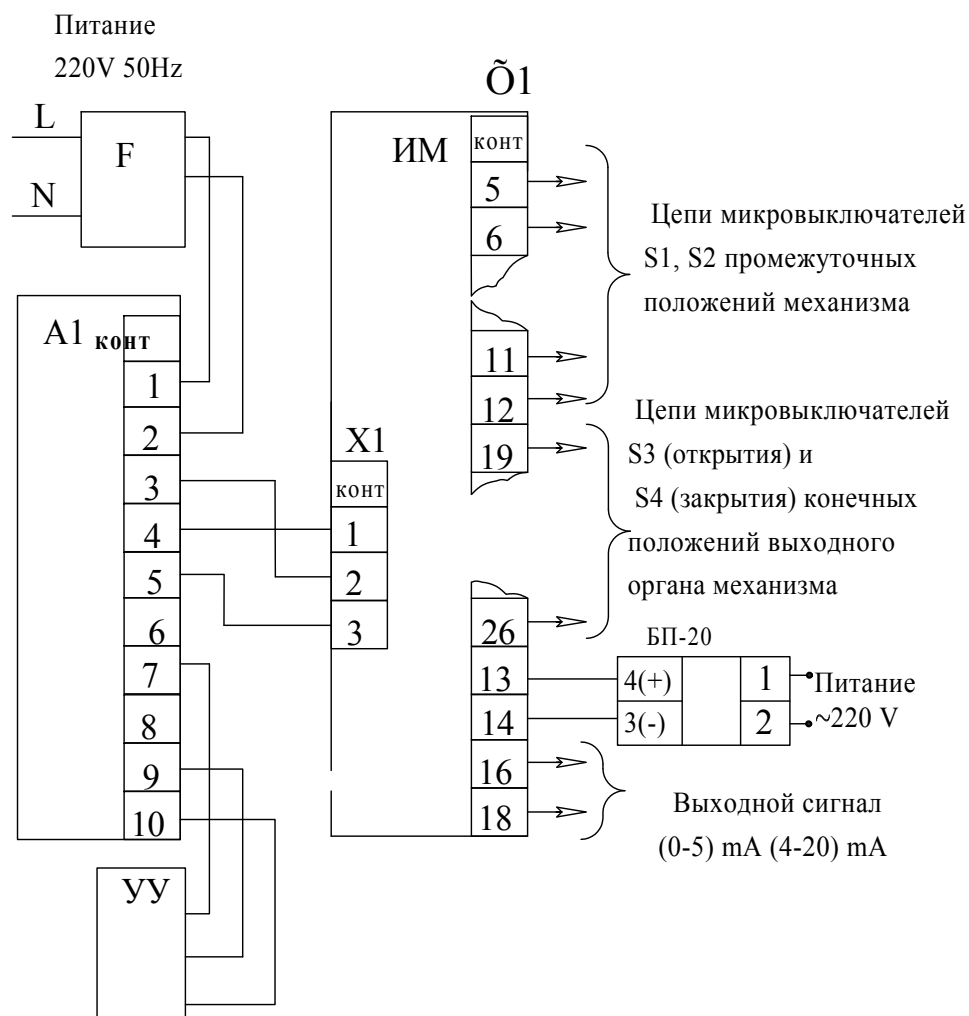 Питание
220V 50Hz
L
N
F
А1
конт
1
2
3
4
5
6
7
8
9
10
УУ
Õ1
ИМ
конт
5
6
11
12
19
26
13
14
16
18
Х1
конт
1
2
3
Цепи микровыключателей
S1, S2 промежуточных
положений механизма
Цепи микровыключателей
S3 (открытия) и
S4 (закрытия) конечных
положений выходного
органа механизма
БП-20
4(+)
3(-)
1
2
Питание
~220 V
Выходной сигнал
(0-5) mA (4-20) mA